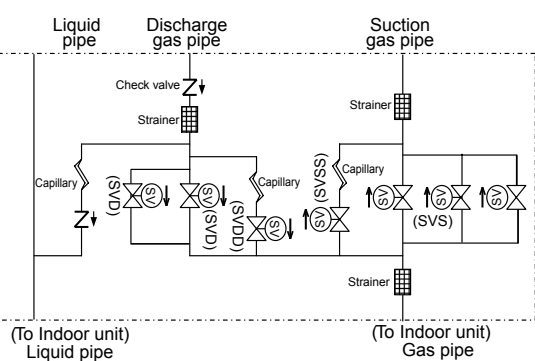 Liquid
pipe
Discharge
gas pipe
Suction
gas pipe
Check valve
Strainer
Strainer
Capillary
(SVD)
SV
SV
(SVD)
Capillary
(SVDD)
SV
(SVSS)
Capillary
SV
SV
SV
(SVS)
SV
Strainer
(To Indoor unit)
Liquid pipe
(To Indoor unit)
Gas pipe